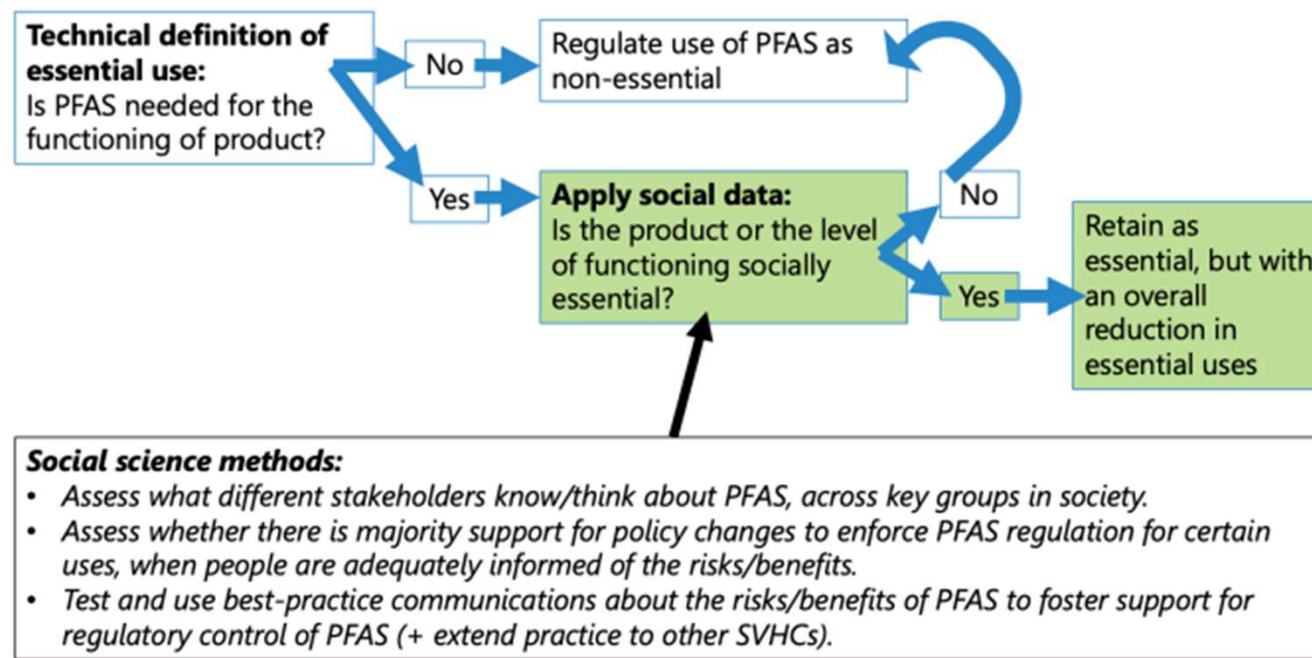 Technical definition of
essential use:
Is PFAS needed for the
functioning of product?
No
Regulate use of PFAS as
non-essential
Yes
Apply social data:
Is the product or the level
of functioning socially
essential?
No
Yes
Retain as
essential, but with
an overall
reduction in
essential uses
Social science methods:
• Assess what different stakeholders know/think about PFAS, across key groups in society.
• Assess whether there is majority support for policy changes to enforce PFAS regulation for certain
uses, when people are adequately informed of the risks/benefits.
• Test and use best-practice communications about the risks/benefits of PFAS to foster support for
regulatory control of PFAS (+ extend practice to other SVHCs).